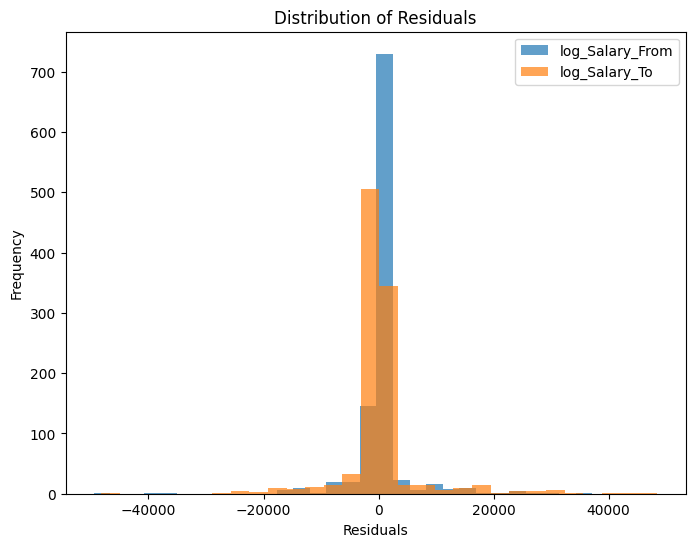 Distribution of Residuals
log_Salary_From
log_Salary_To
700
600
500
400
300
200
100
0
Frequency
−40000 −20000 0 20000 40000
Residuals